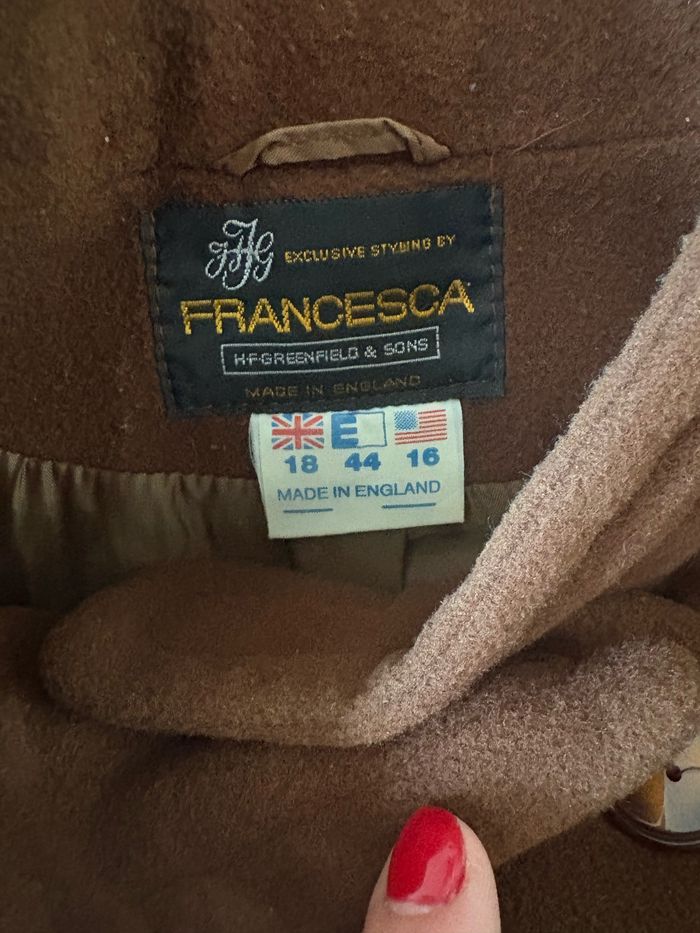 HFG EXCLUSIVE STYLING BY
FRANCESCA
H·F·GREENFIELD & SONS
MADE IN ENGLAND
E
18 44 16
MADE IN ENGLAND